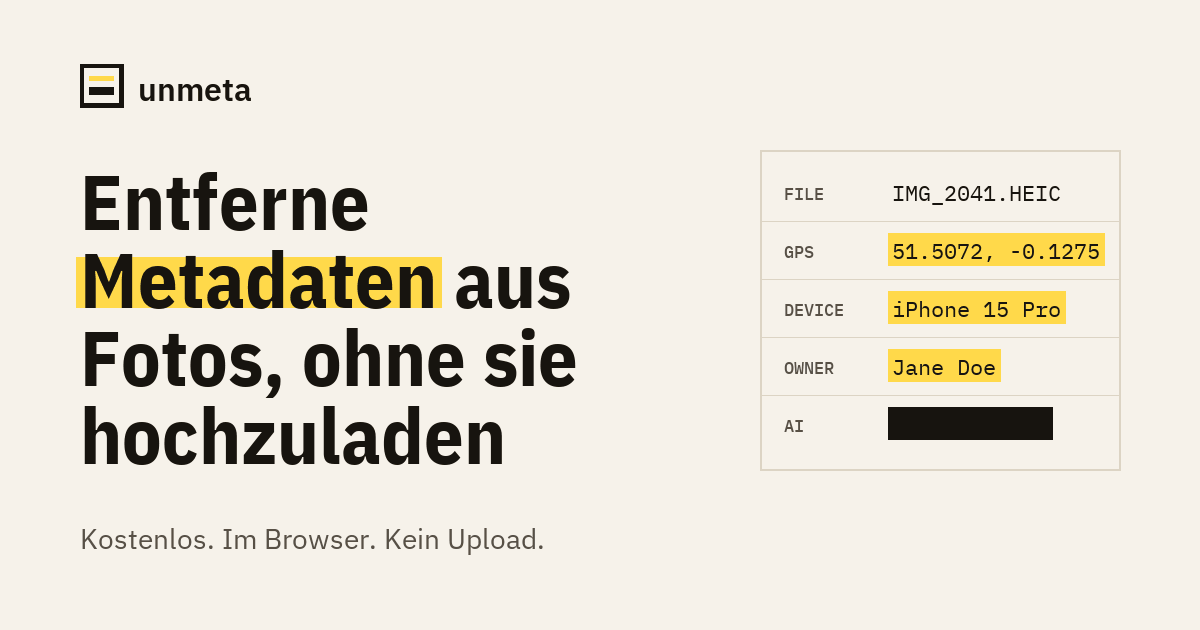 unmeta
Entferne
Metadaten aus
Fotos, ohne sie
hochzuladen
Kostenlos. Im Browser. Kein Upload.
FILE IMG_2041.HEIC
GPS 51.5072, -0.1275
DEVICE iPhone 15 Pro
OWNER Jane Doe
AI